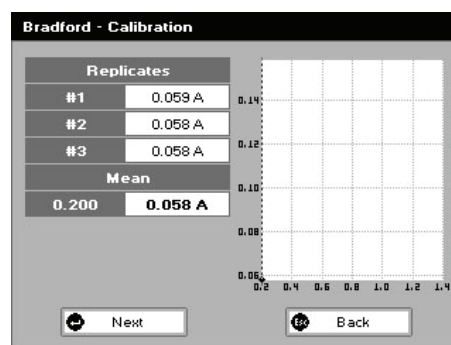 Bradford - Calibration
Replicates
#1 0.059 A
#2 0.058 A
#3 0.058 A
Mean
0.200 0.058 A
0.14
0.12
0.10
0.08
0.06
0.2 0.4 0.6 0.8 1.0 1.2 1.4
Next
Esc Back